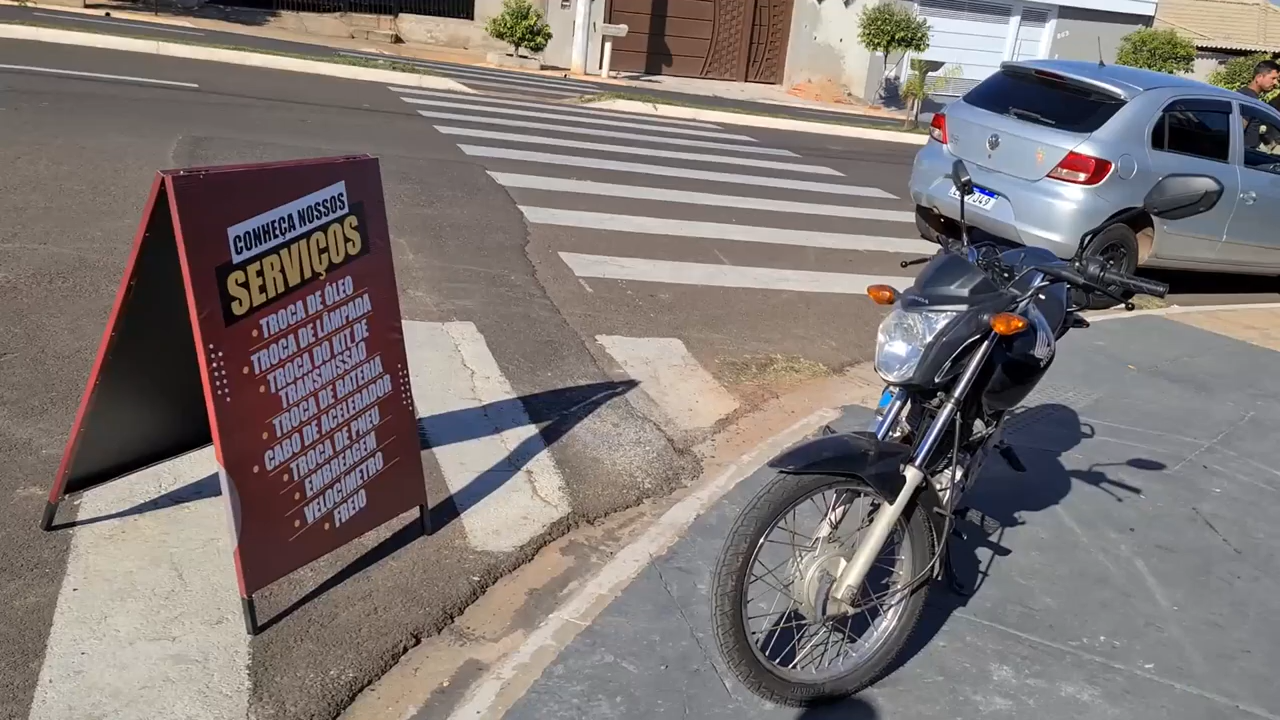 CONHEÇA NOSSOS
SERVIÇOS
• TROCA DE ÓLEO
• TROCA DE LÂMPADA
• TROCA DO KIT DE
TRANSMISSÃO
• TROCA DE BATERIA
• CABO DE ACELERADOR
• TROCA DE PNEU
• EMBREAGEM
• VELOCÍMETRO
• FREIO